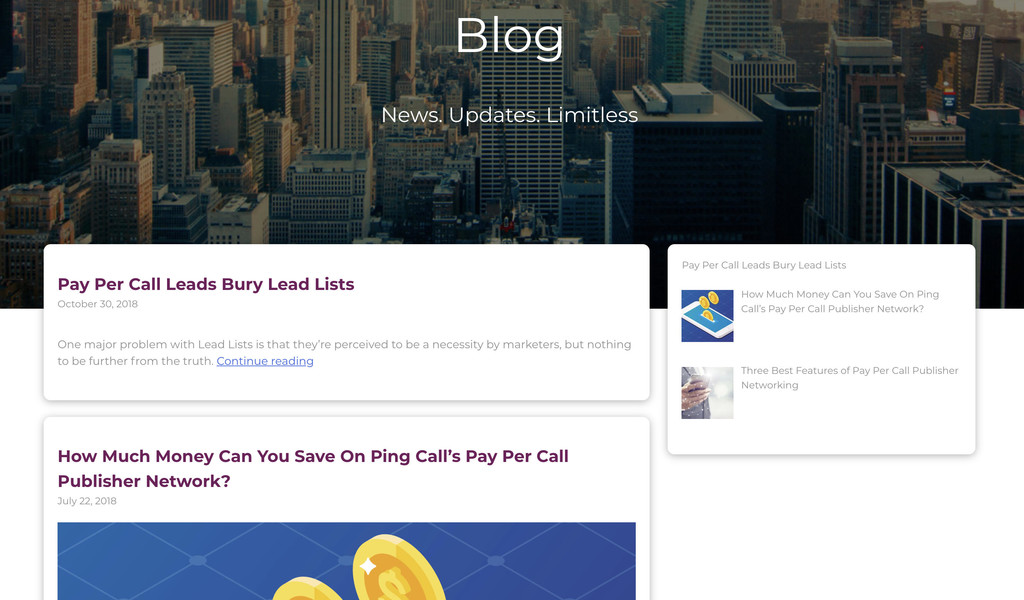 Blog
News. Updates. Limitless
Pay Per Call Leads Bury Lead Lists
October 30, 2018
One major problem with Lead Lists is that they’re perceived to be a necessity by marketers, but nothing
to be further from the truth. Continue reading
How Much Money Can You Save On Ping Call’s Pay Per Call
Publisher Network?
July 22, 2018
Pay Per Call Leads Bury Lead Lists
How Much Money Can You Save On Ping
Call’s Pay Per Call Publisher Network?
Three Best Features of Pay Per Call Publisher
Networking